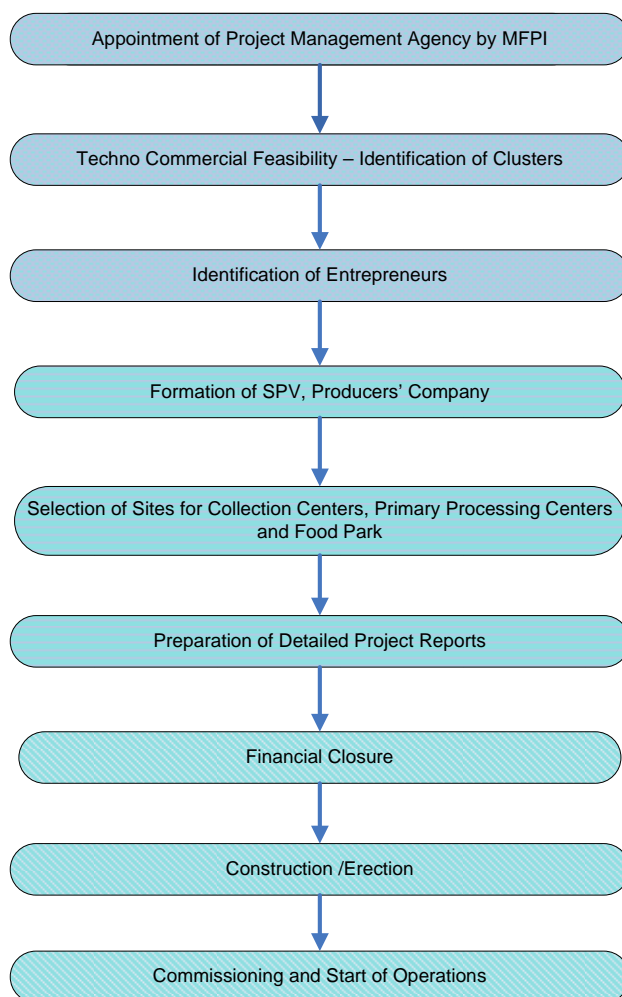 Appointment of Project Management Agency by MFPI
Techno Commercial Feasibility – Identification of Clusters
Identification of Entrepreneurs
Formation of SPV, Producers’ Company
Selection of Sites for Collection Centers, Primary Processing Centers
and Food Park
Preparation of Detailed Project Reports
Financial Closure
Construction /Erection
Commissioning and Start of Operations